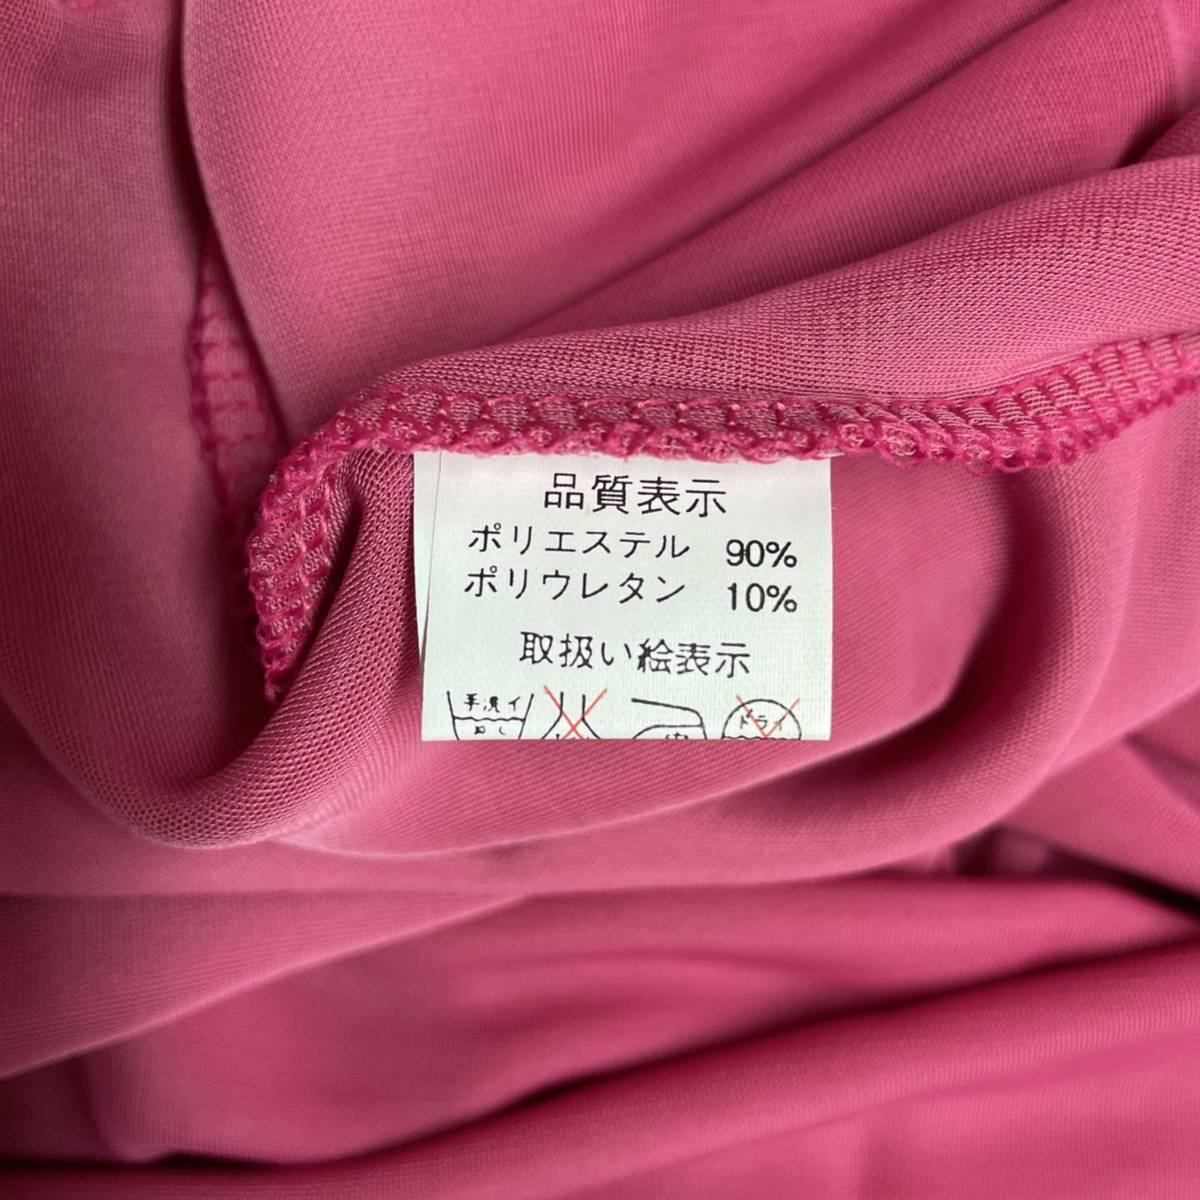 品質表示
ポリエステル 90%
ポリウレタン 10%
取扱い絵表示
手洗イ
ドライ